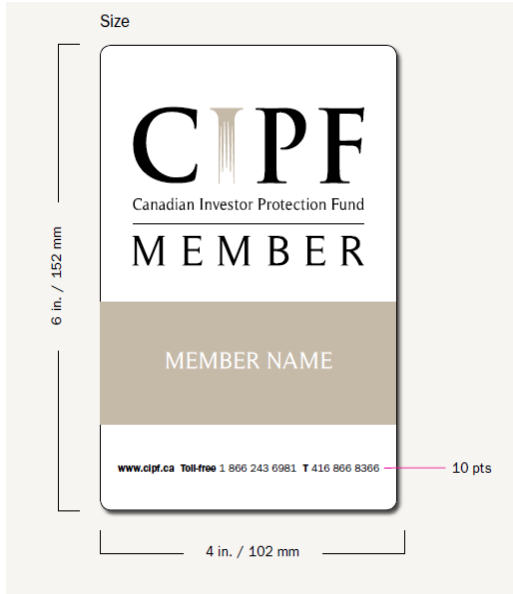 Size
CIPF
Canadian Investor Protection Fund
MEMBER
6 in. / 152 mm
MEMBER NAME
www.cipf.ca Toll-free 1 866 243 6981 T 416 866 8366
10 pts
4 in. / 102 mm